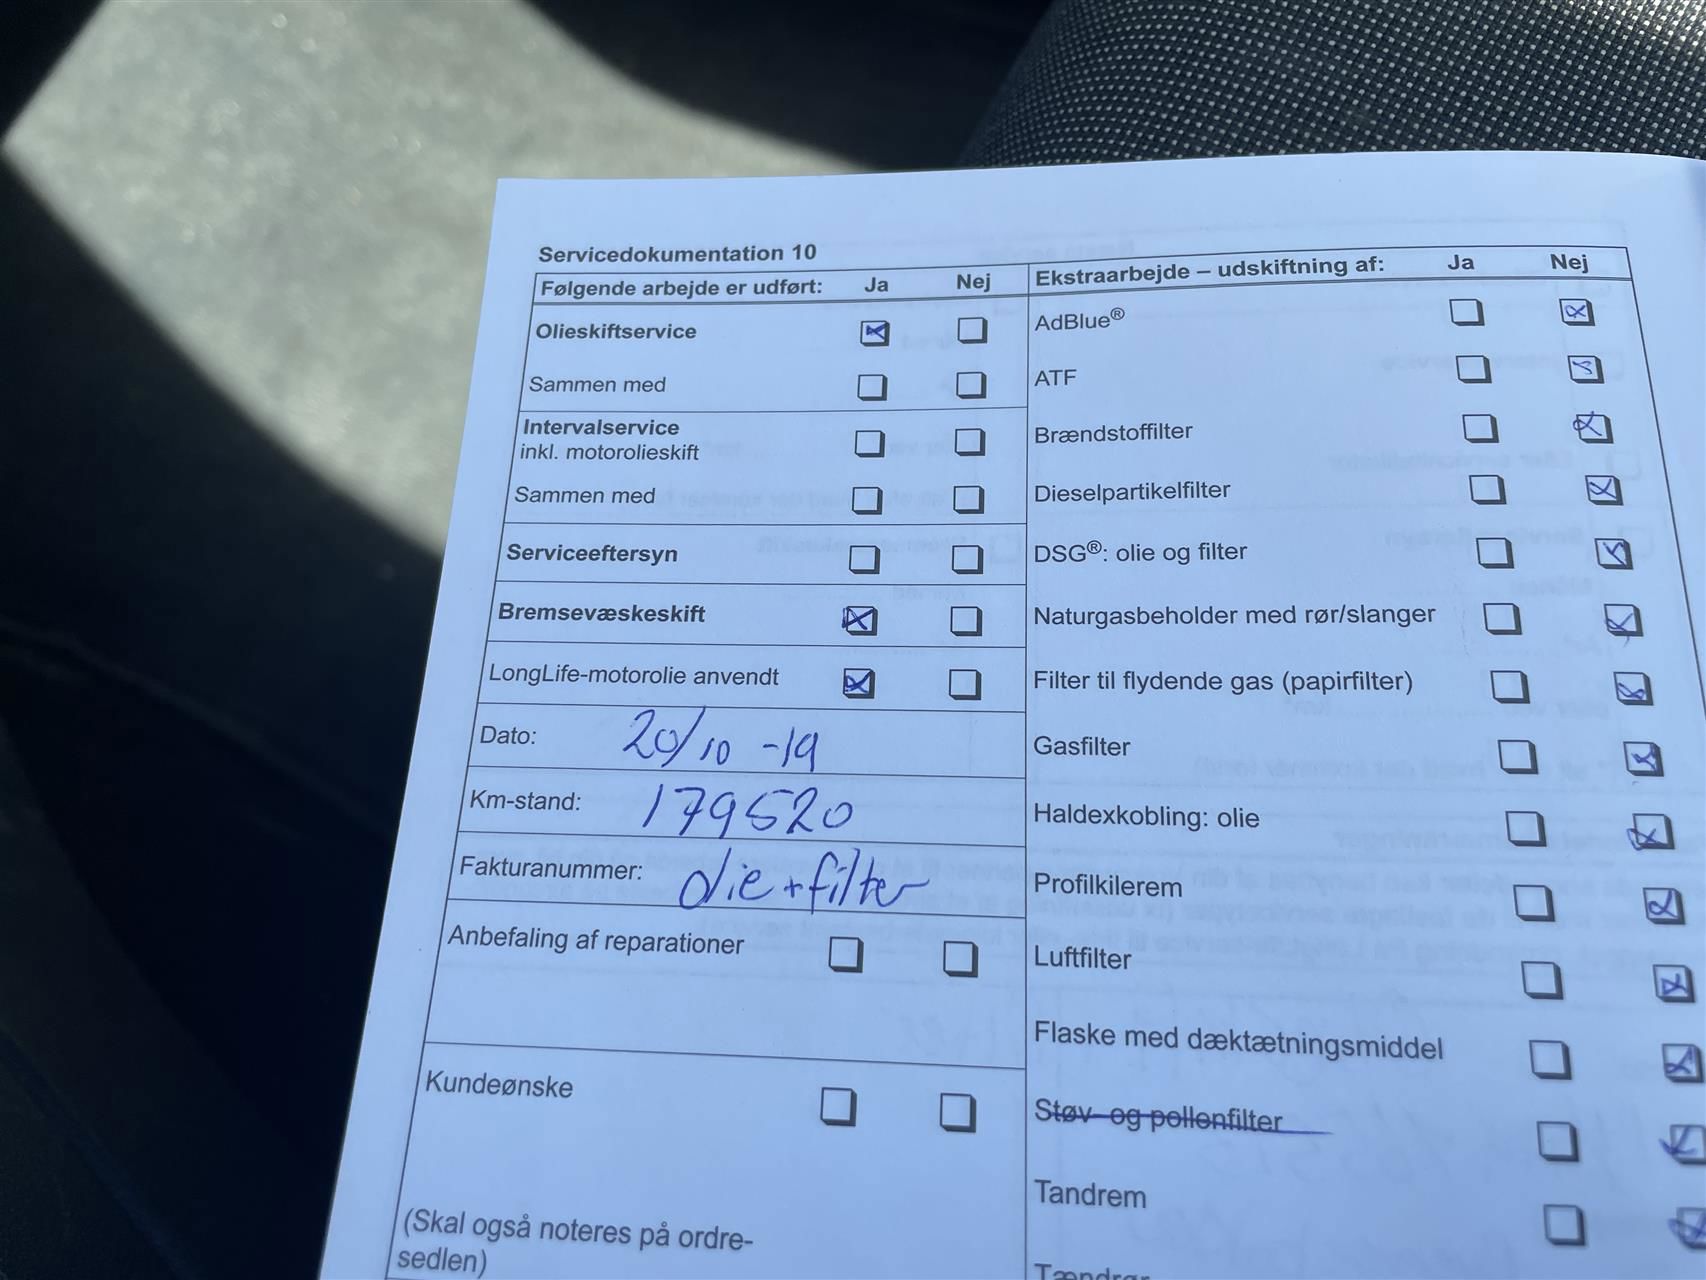 Servicedokumentation 10
Følgende arbejde er udført: Ja Nej
Olieskiftservice
Sammen med
Intervalservice
inkl. motorolieskift
Sammen med
Serviceeftersyn
Bremsevæskeskift
LongLife-motorolie anvendt
Dato: 20/10 -19
Km-stand: 179520
Fakturanummer: olie + filter
Anbefaling af reparationer
Kundeønske
(Skal også noteres på ordre-
sedlen)
Ekstraarbejde – udskiftning af: Ja Nej
AdBlue®
ATF
Brændstoffilter
Dieselpartikelfilter
DSG®: olie og filter
Naturgasbeholder med rør/slanger
Filter til flydende gas (papirfilter)
Gasfilter
Haldexkobling: olie
Profilkilerem
Luftfilter
Flaske med dæktætningsmiddel
Støv- og pollenfilter
Tandrem